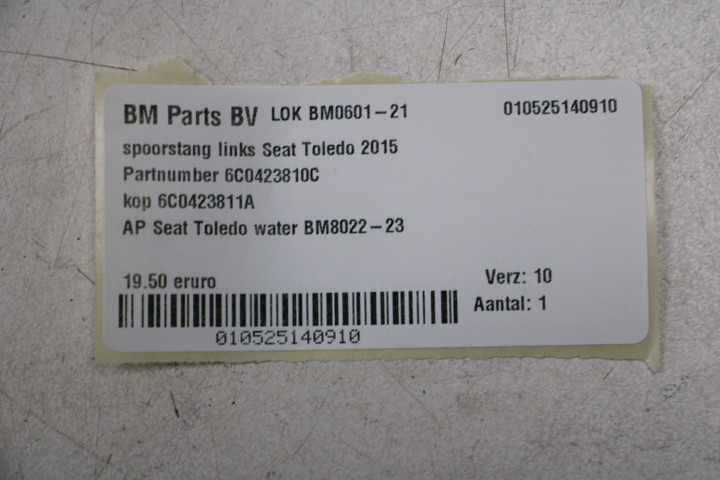 BM Parts BV LOK BM0601-21 010525140910
spoorstang links Seat Toledo 2015
Partnumber 6C0423810C
kop 6C0423811A
AP Seat Toledo water BM8022-23
19.50 eruro Verz: 10
Aantal: 1
010525140910